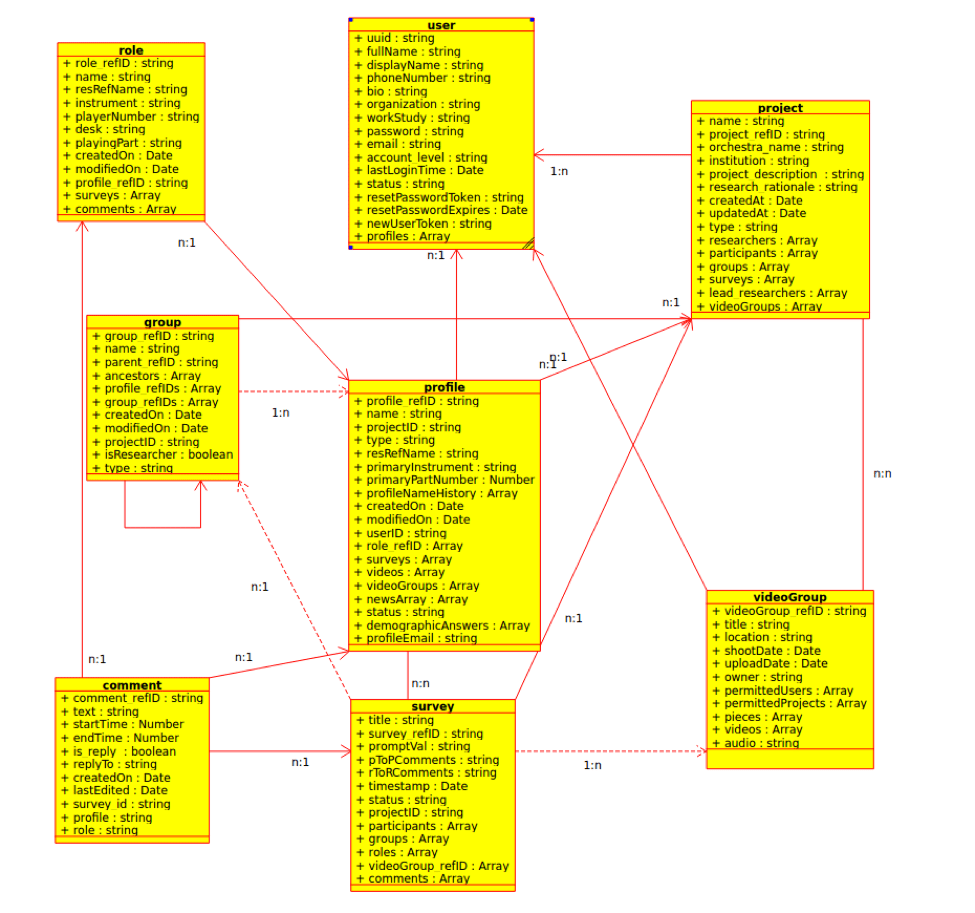 role
+ role_refID : string
+ name : string
+ resRefName : string
+ instrument : string
+ playerNumber : string
+ desk : string
+ playingPart : string
+ createdOn : Date
+ modifiedOn : Date
+ profile_refID : string
+ surveys : Array
+ comments : Array
user
+ uuid : string
+ fullName : string
+ displayName : string
+ phoneNumber : string
+ bio : string
+ organization : string
+ workStudy : string
+ password : string
+ email : string
+ account_level : string
+ lastLoginTime : Date
+ status : string
+ resetPasswordToken : string
+ resetPasswordExpires : Date
+ newUserToken : string
+ profiles : Array
project
+ name : string
+ project_refID : string
+ orchestra_name : string
+ institution : string
+ project_description : string
+ research_rationale : string
+ createdAt : Date
+ updatedAt : Date
+ type : string
+ researchers : Array
+ participants : Array
+ groups : Array
+ surveys : Array
+ lead_researchers : Array
+ videoGroups : Array
1:n
n:1
n:1
n:1
group
+ group_refID : string
+ name : string
+ parent_refID : string
+ ancestors : Array
+ profile_refIDs : Array
+ group_refIDs : Array
+ createdOn : Date
+ modifiedOn : Date
+ projectID : string
+ isResearcher : boolean
+ type : string
n:1
n:1
1:n
profile
+ profile_refID : string
+ name : string
+ projectID : string
+ type : string
+ resRefName : string
+ primaryInstrument : string
+ primaryPartNumber : Number
+ profileNameHistory : Array
+ createdOn : Date
+ modifiedOn : Date
+ userID : string
+ role_refID : Array
+ surveys : Array
+ videos : Array
+ videoGroups : Array
+ newsArray : Array
+ status : string
+ demographicAnswers : Array
+ profileEmail : string
n:n
n:1
n:1
videoGroup
+ videoGroup_refID : string
+ title : string
+ location : string
+ shootDate : Date
+ uploadDate : Date
+ owner : string
+ permittedUsers : Array
+ permittedProjects : Array
+ pieces : Array
+ videos : Array
+ audio : string
n:1
n:1
n:n
comment
+ comment_refID : string
+ text : string
+ startTime : Number
+ endTime : Number
+ is_reply : boolean
+ replyTo : string
+ createdOn : Date
+ lastEdited : Date
+ survey_id : string
+ profile : string
+ role : string
n:1
survey
+ title : string
+ survey_refID : string
+ promptVal : string
+ pToPComments : string
+ rToRComments : string
+ timestamp : Date
+ status : string
+ projectID : string
+ participants : Array
+ groups : Array
+ roles : Array
+ videoGroup_refID : Array
+ comments : Array
1:n